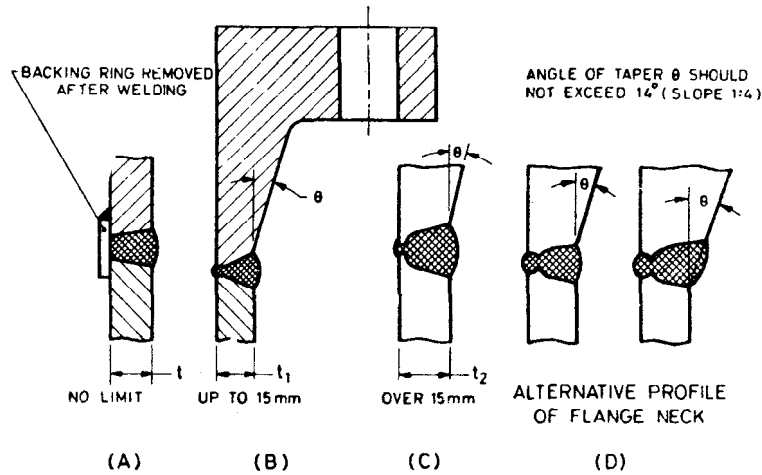 BACKING RING REMOVED
AFTER WELDING
ANGLE OF TAPER θ SHOULD
NOT EXCEED 14° (SLOPE 1:4)
θ
θ
θ
θ
t
t₁
t₂
NO LIMIT
UP TO 15mm
OVER 15mm
ALTERNATIVE PROFILE
OF FLANGE NECK
(A)
(B)
(C)
(D)